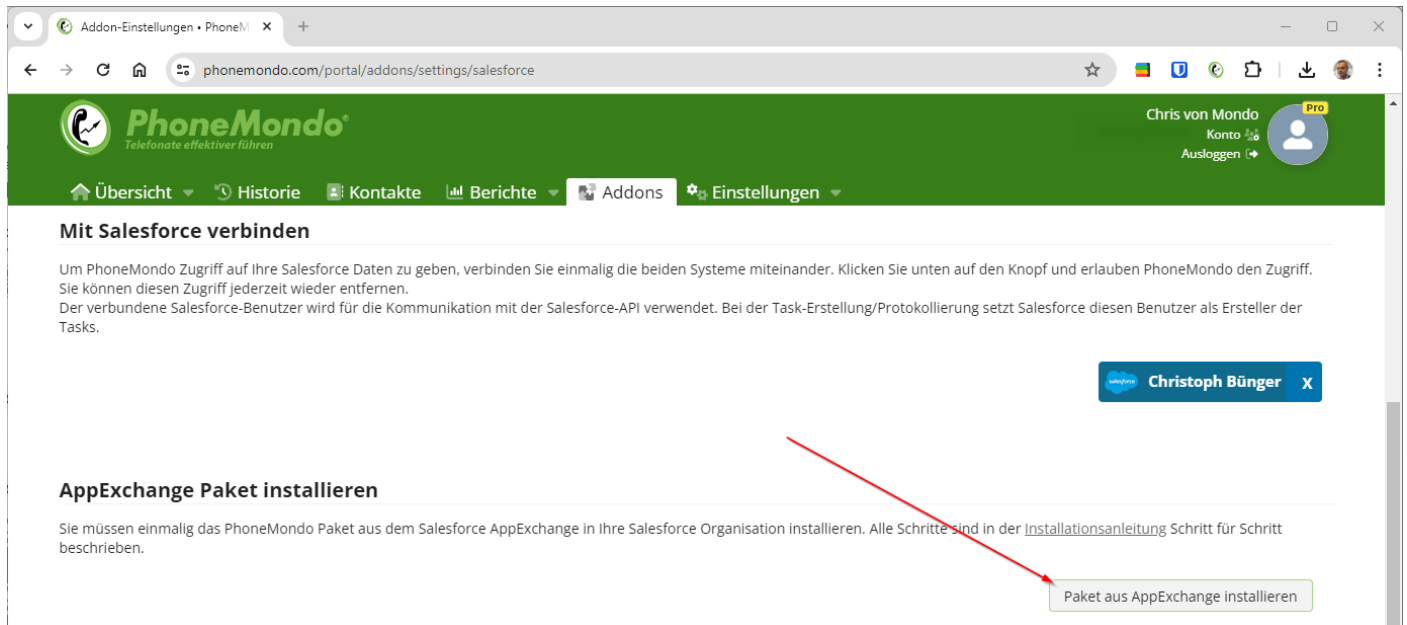 Addon-Einstellungen • PhoneM
phonemondo.com/portal/addons/settings/salesforce
PhoneMondo®
Telefonate effektiver führen
Chris von Mondo
Pro
Konto
Ausloggen
Übersicht
Historie
Kontakte
Berichte
Addons
Einstellungen
Mit Salesforce verbinden
Um PhoneMondo Zugriff auf Ihre Salesforce Daten zu geben, verbinden Sie einmalig die beiden Systeme miteinander. Klicken Sie unten auf den Knopf und erlauben PhoneMondo den Zugriff.
Sie können diesen Zugriff jederzeit wieder entfernen.
Der verbundene Salesforce-Benutzer wird für die Kommunikation mit der Salesforce-API verwendet. Bei der Task-Erstellung/Protokollierung setzt Salesforce diesen Benutzer als Ersteller der
Tasks.
salesforce Christoph Bünger X
AppExchange Paket installieren
Sie müssen einmalig das PhoneMondo Paket aus dem Salesforce AppExchange in Ihre Salesforce Organisation installieren. Alle Schritte sind in der Installationsanleitung Schritt für Schritt
beschrieben.
Paket aus AppExchange installieren